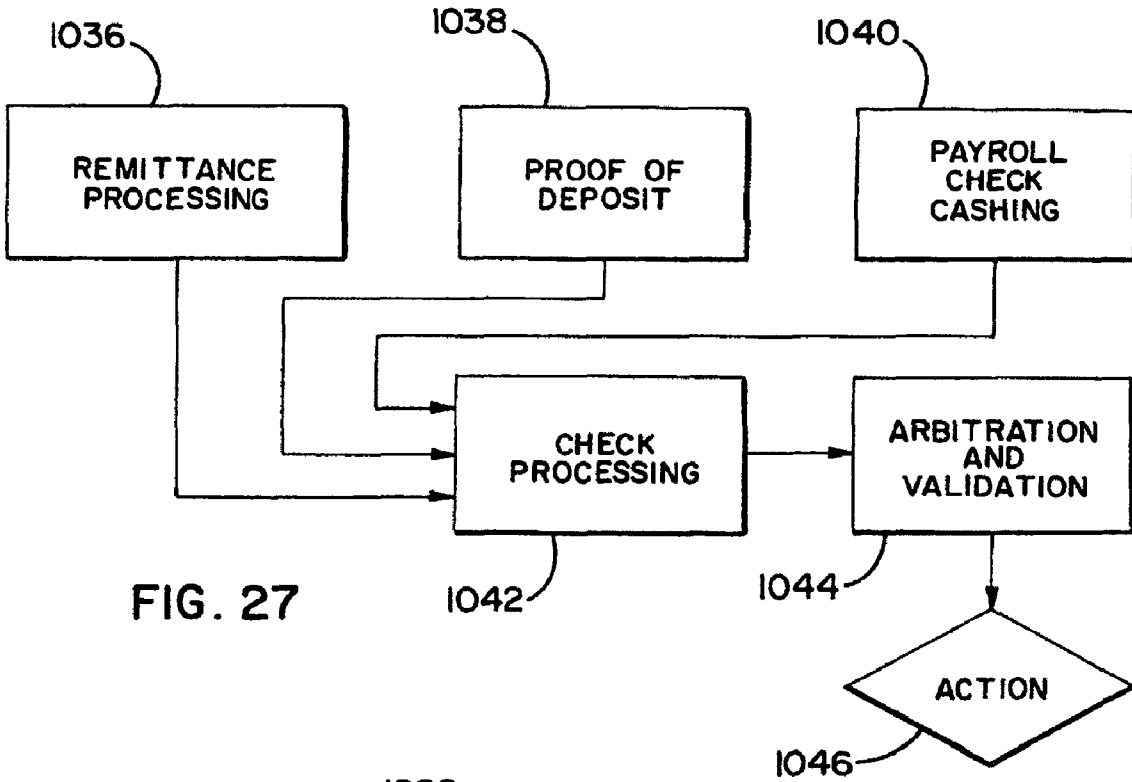 1036
1038
1040
REMITTANCE
PROCESSING
PROOF OF
DEPOSIT
PAYROLL
CHECK
CASHING
CHECK
PROCESSING
ARBITRATION
AND
VALIDATION
FIG. 27
1042
1044
ACTION
1046